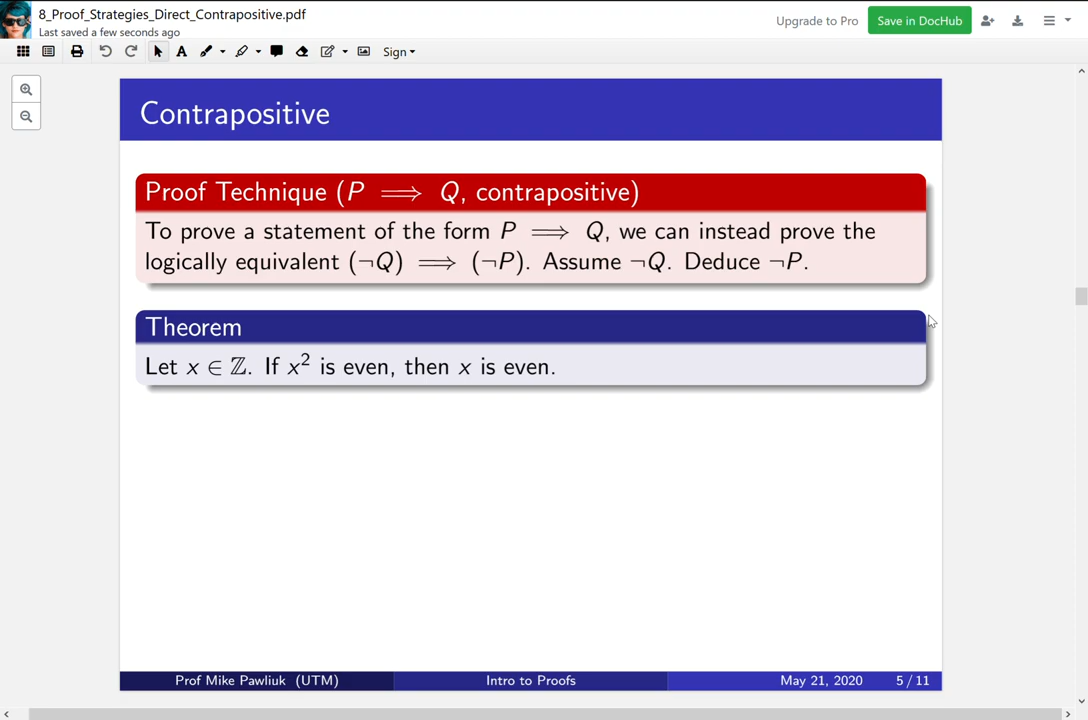 8_Proof_Strategies_Direct_Contrapositive.pdf
Last saved a few seconds ago
Upgrade to Pro
Save in DocHub
A
Sign
Contrapositive
Proof Technique (P ⟹ Q, contrapositive)
To prove a statement of the form P ⟹ Q, we can instead prove the
logically equivalent (¬Q) ⟹ (¬P). Assume ¬Q. Deduce ¬P.
Theorem
Let x ∈ ℤ. If x² is even, then x is even.
Prof Mike Pawliuk (UTM)
Intro to Proofs
May 21, 2020
5 / 11